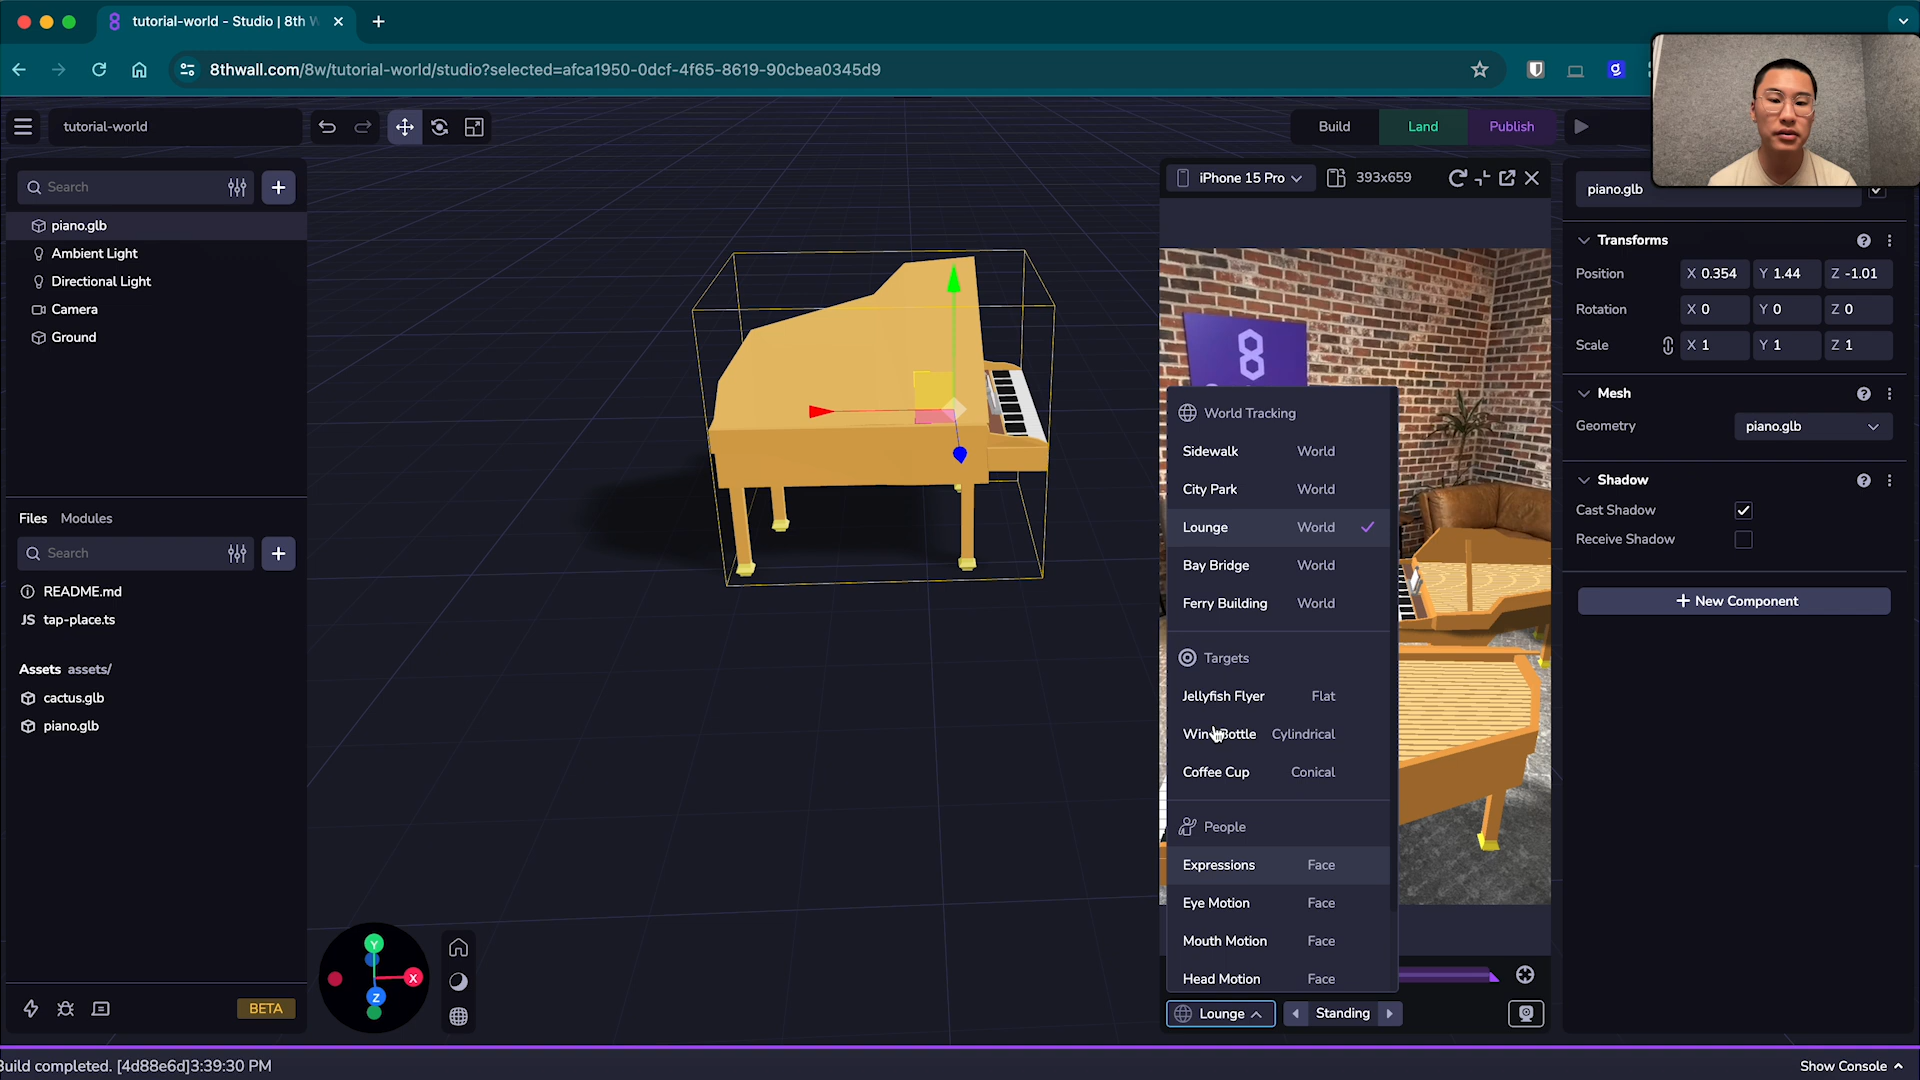 tutorial-world - Studio | 8th W
8thwall.com/8w/tutorial-world/studio?selected=afca1950-0dcf-4f65-8619-90cbea0345d9
tutorial-world
Build
Land
Publish
Search
piano.glb
Ambient Light
Directional Light
Camera
Ground
Files Modules
Search
README.md
JS tap-place.ts
Assets assets/
cactus.glb
piano.glb
BETA
Y
X
Z
iPhone 15 Pro
393x659
World Tracking
Sidewalk World
City Park World
Lounge World
Bay Bridge World
Ferry Building World
Targets
Jellyfish Flyer Flat
Bottle Cylindrical
Coffee Cup Conical
People
Expressions Face
Eye Motion Face
Mouth Motion Face
Head Motion Face
Lounge
Standing
piano.glb
Transforms
Position X 0.354 Y 1.44 Z -1.01
Rotation X 0 Y 0 Z 0
Scale X 1 Y 1 Z 1
Mesh
Geometry piano.glb
Shadow
Cast Shadow
Receive Shadow
+ New Component
Build completed. [4d88e6d]3:39:30 PM
Show Console